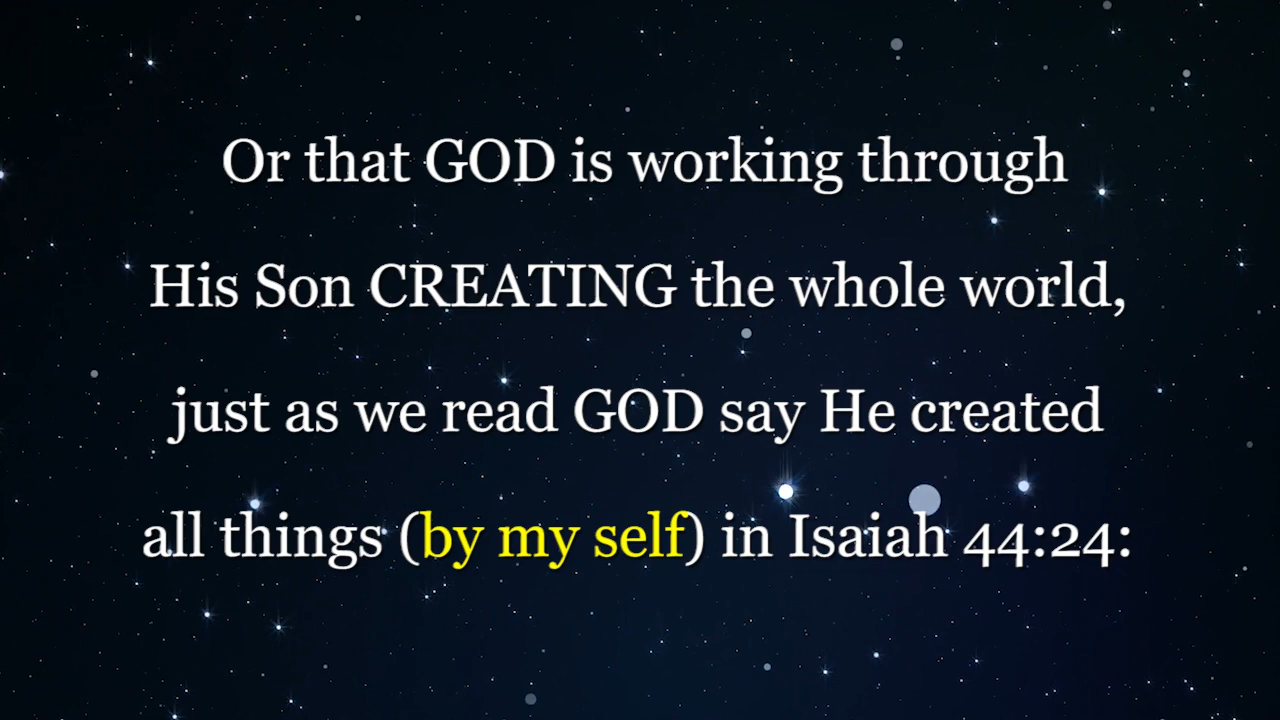 Or that GOD is working through
His Son CREATING the whole world,
just as we read GOD say He created
all things (by my self) in Isaiah 44:24: